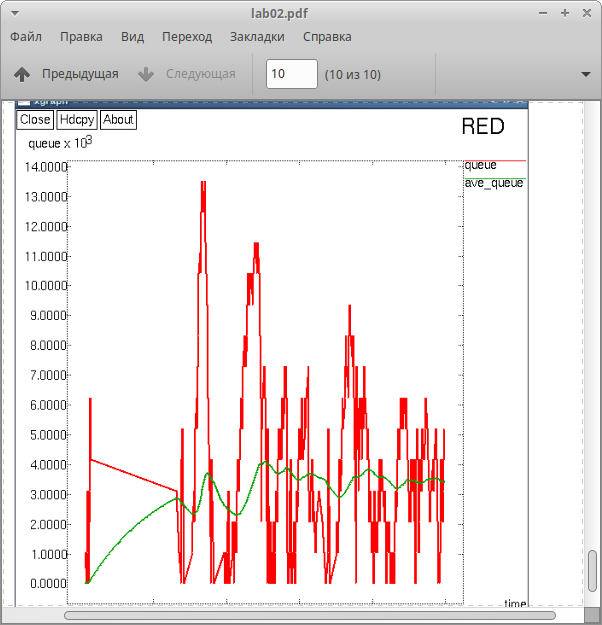 lab02.pdf
Файл Правка Вид Переход Закладки Справка
Предыдущая Следующая 10 (10 из 10)
Close Hdcpy About RED
queue x 10³
queue
ave_queue
14.0000
13.0000
12.0000
11.0000
10.0000
9.0000
8.0000
7.0000
6.0000
5.0000
4.0000
3.0000
2.0000
1.0000
0.0000
time